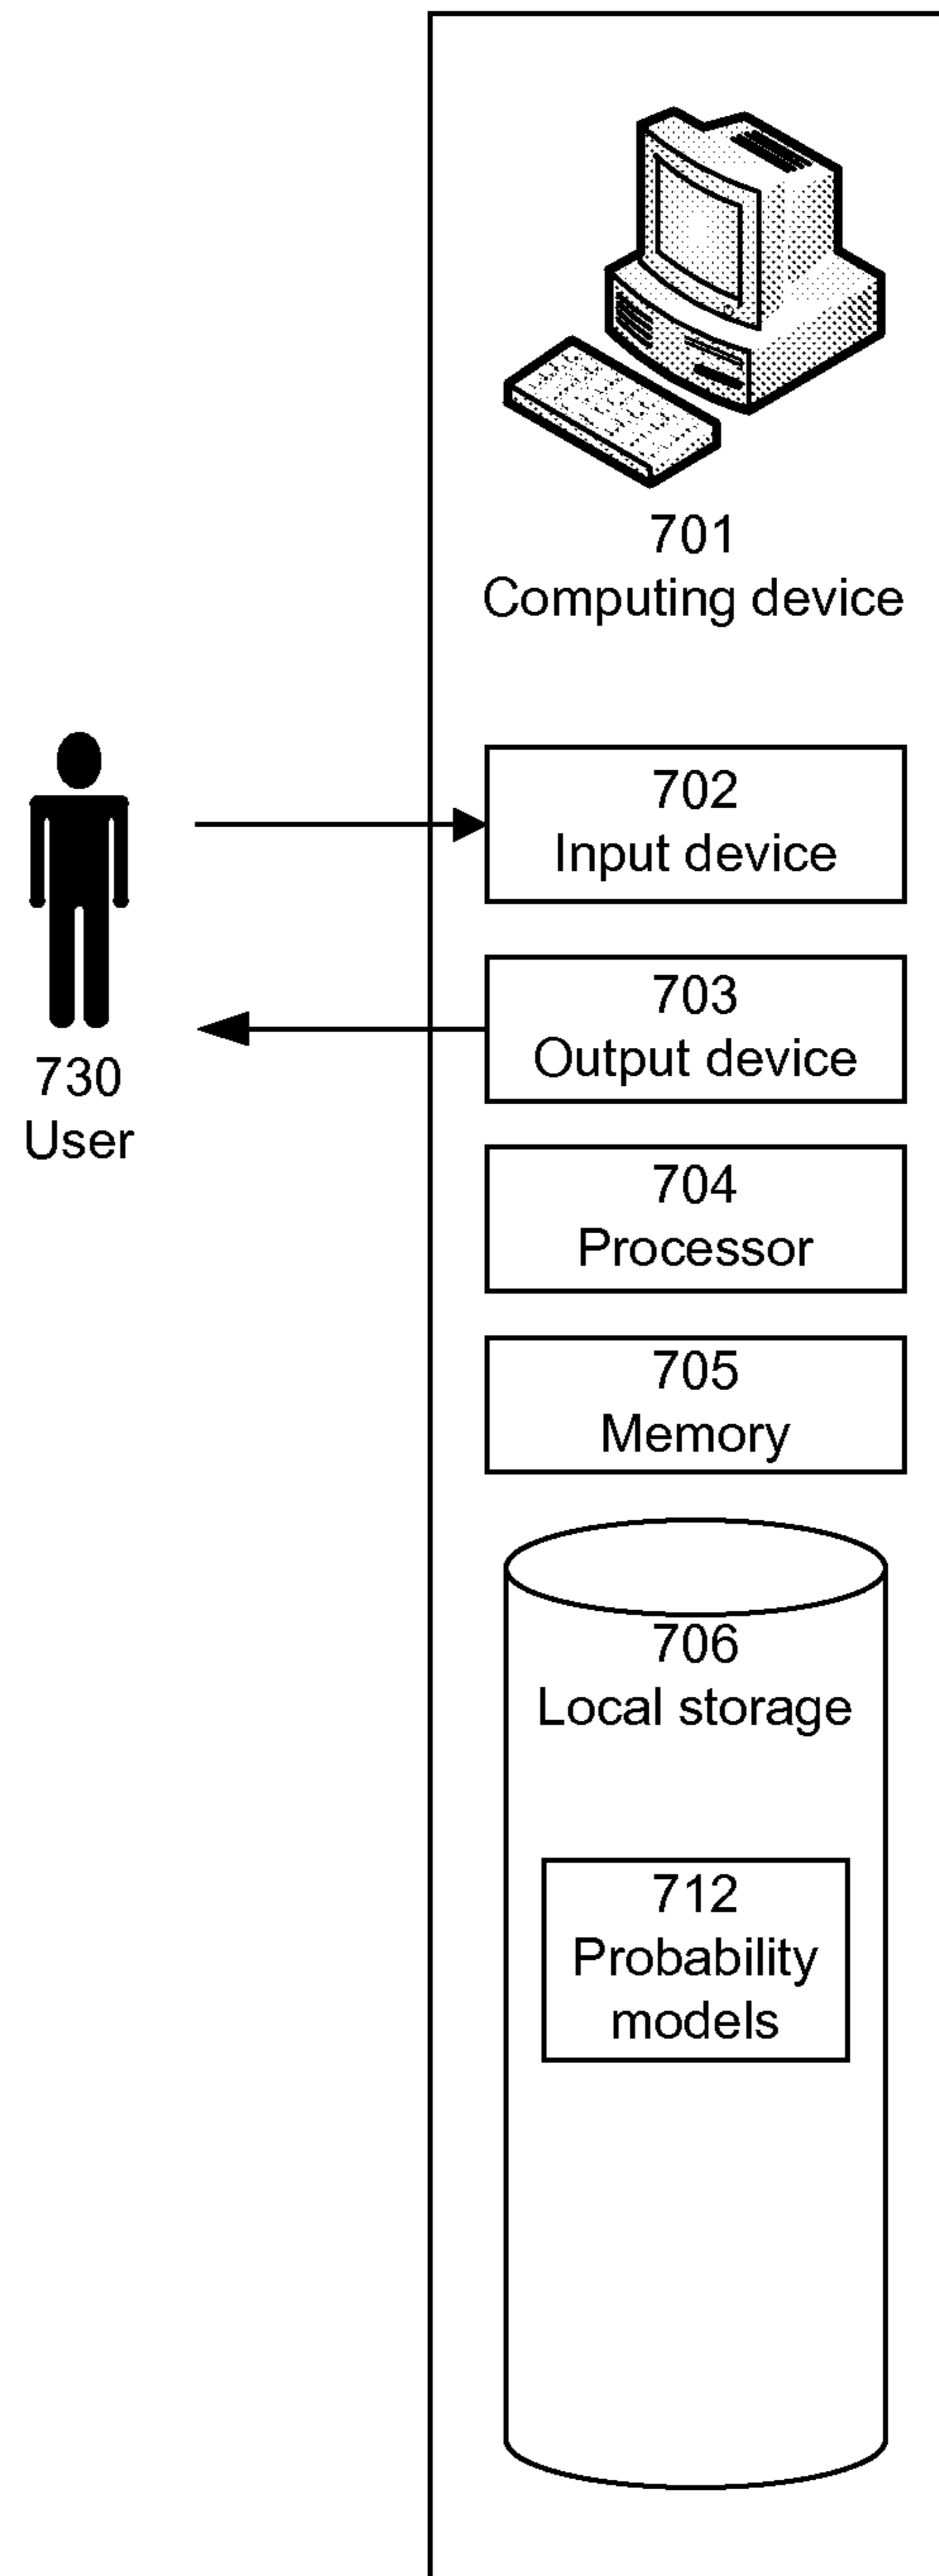 701
Computing device
702
Input device
703
Output device
730
User
704
Processor
705
Memory
706
Local storage
712
Probability
models